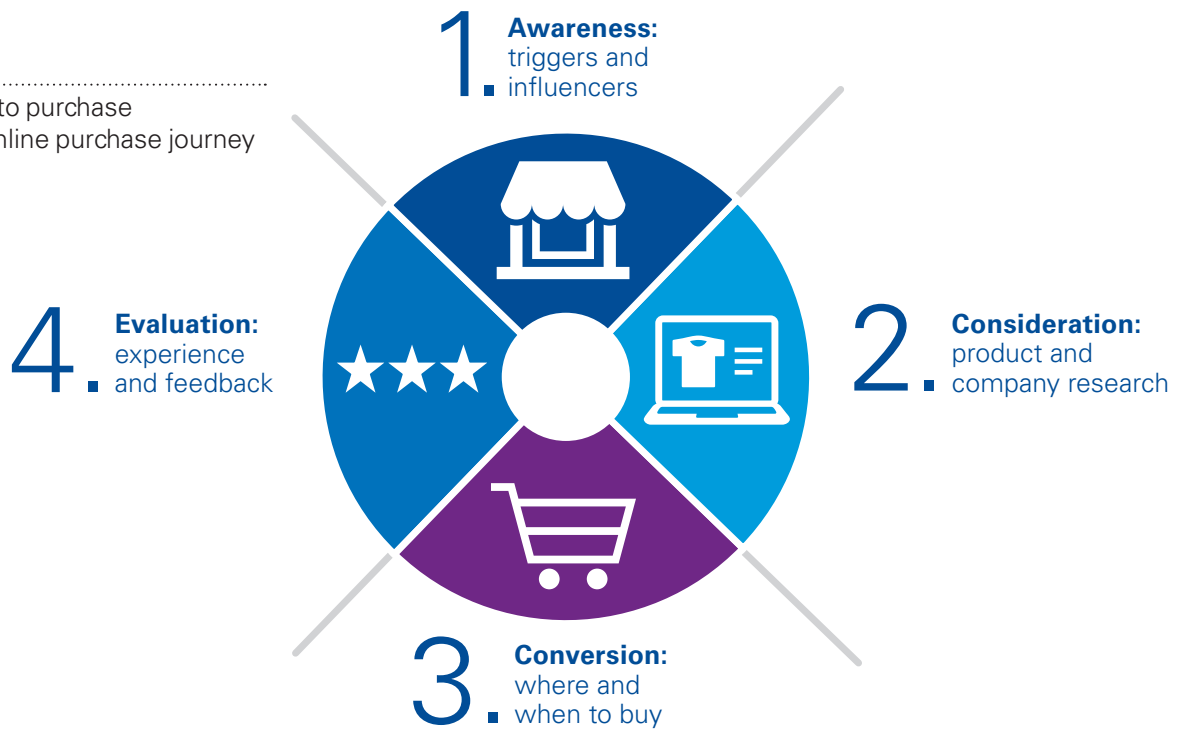 to purchase
nline purchase journey
1.
Awareness:
triggers and
influencers
2.
Consideration:
product and
company research
3.
Conversion:
where and
when to buy
4.
Evaluation:
experience
and feedback